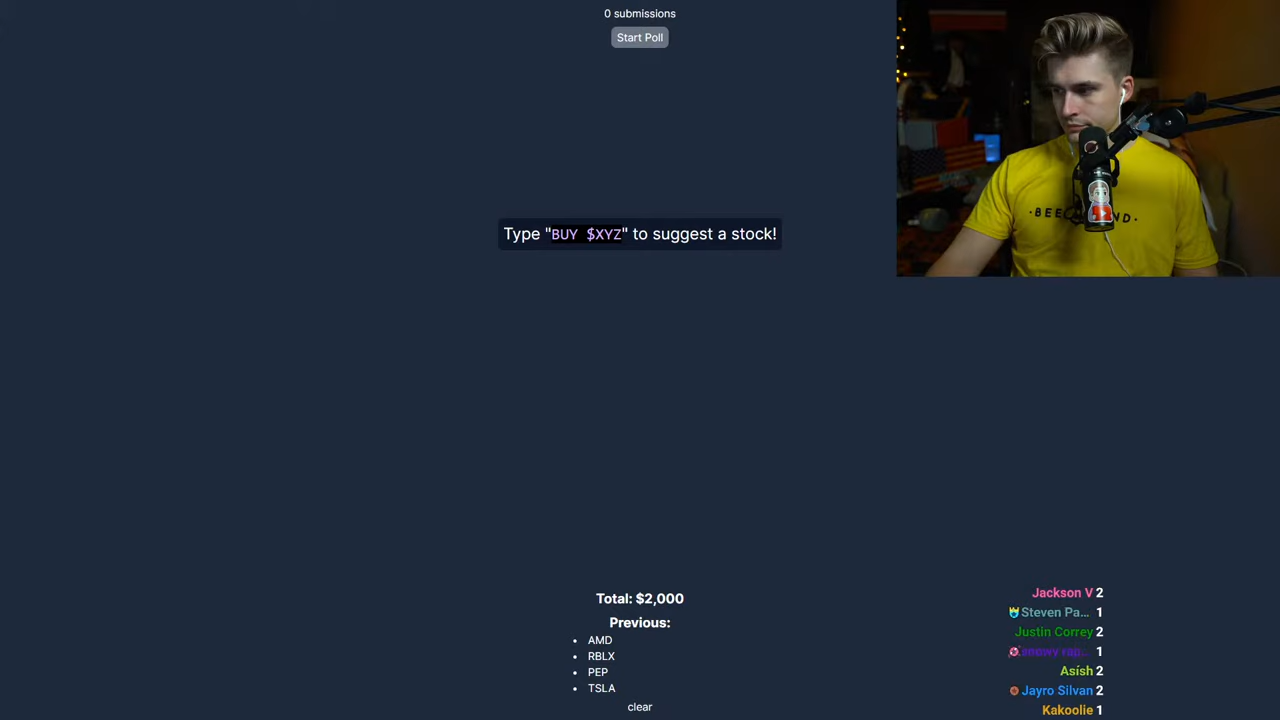 0 submissions
Start Poll
Type "BUY $XYZ" to suggest a stock!
Total: $2,000
Previous:
• AMD
• RBLX
• PEP
• TSLA
clear
Jackson V 2
Steven Pa... 1
Justin Correy 2
1
Asísh 2
Jayro Silvan 2
Kakoolie 1